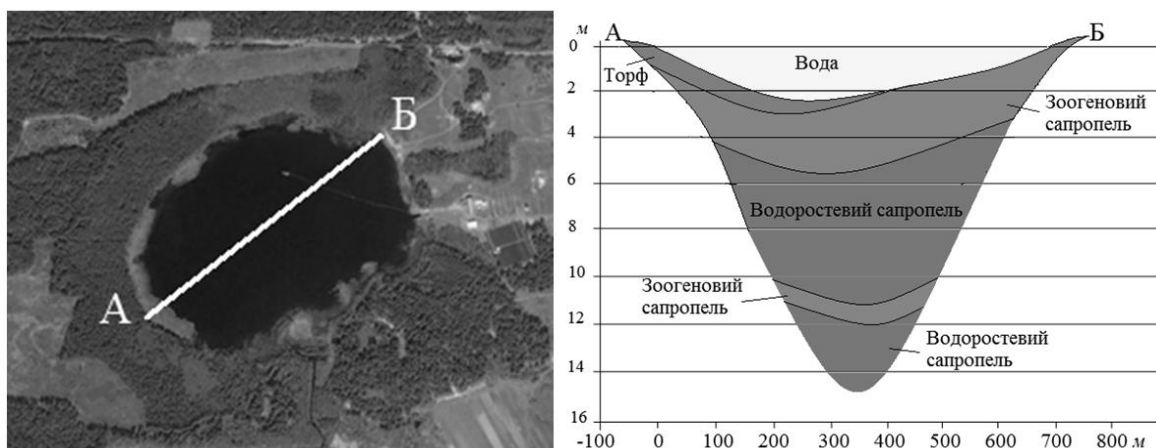 А
Б
м
А
Б
0
2
4
6
8
10
12
14
16
Вода
Торф
Зоогеновий
сапропель
Водоростевий сапропель
Зоогеновий
сапропель
Водоростевий
сапропель
-100 0 100 200 300 400 500 600 700 800 м